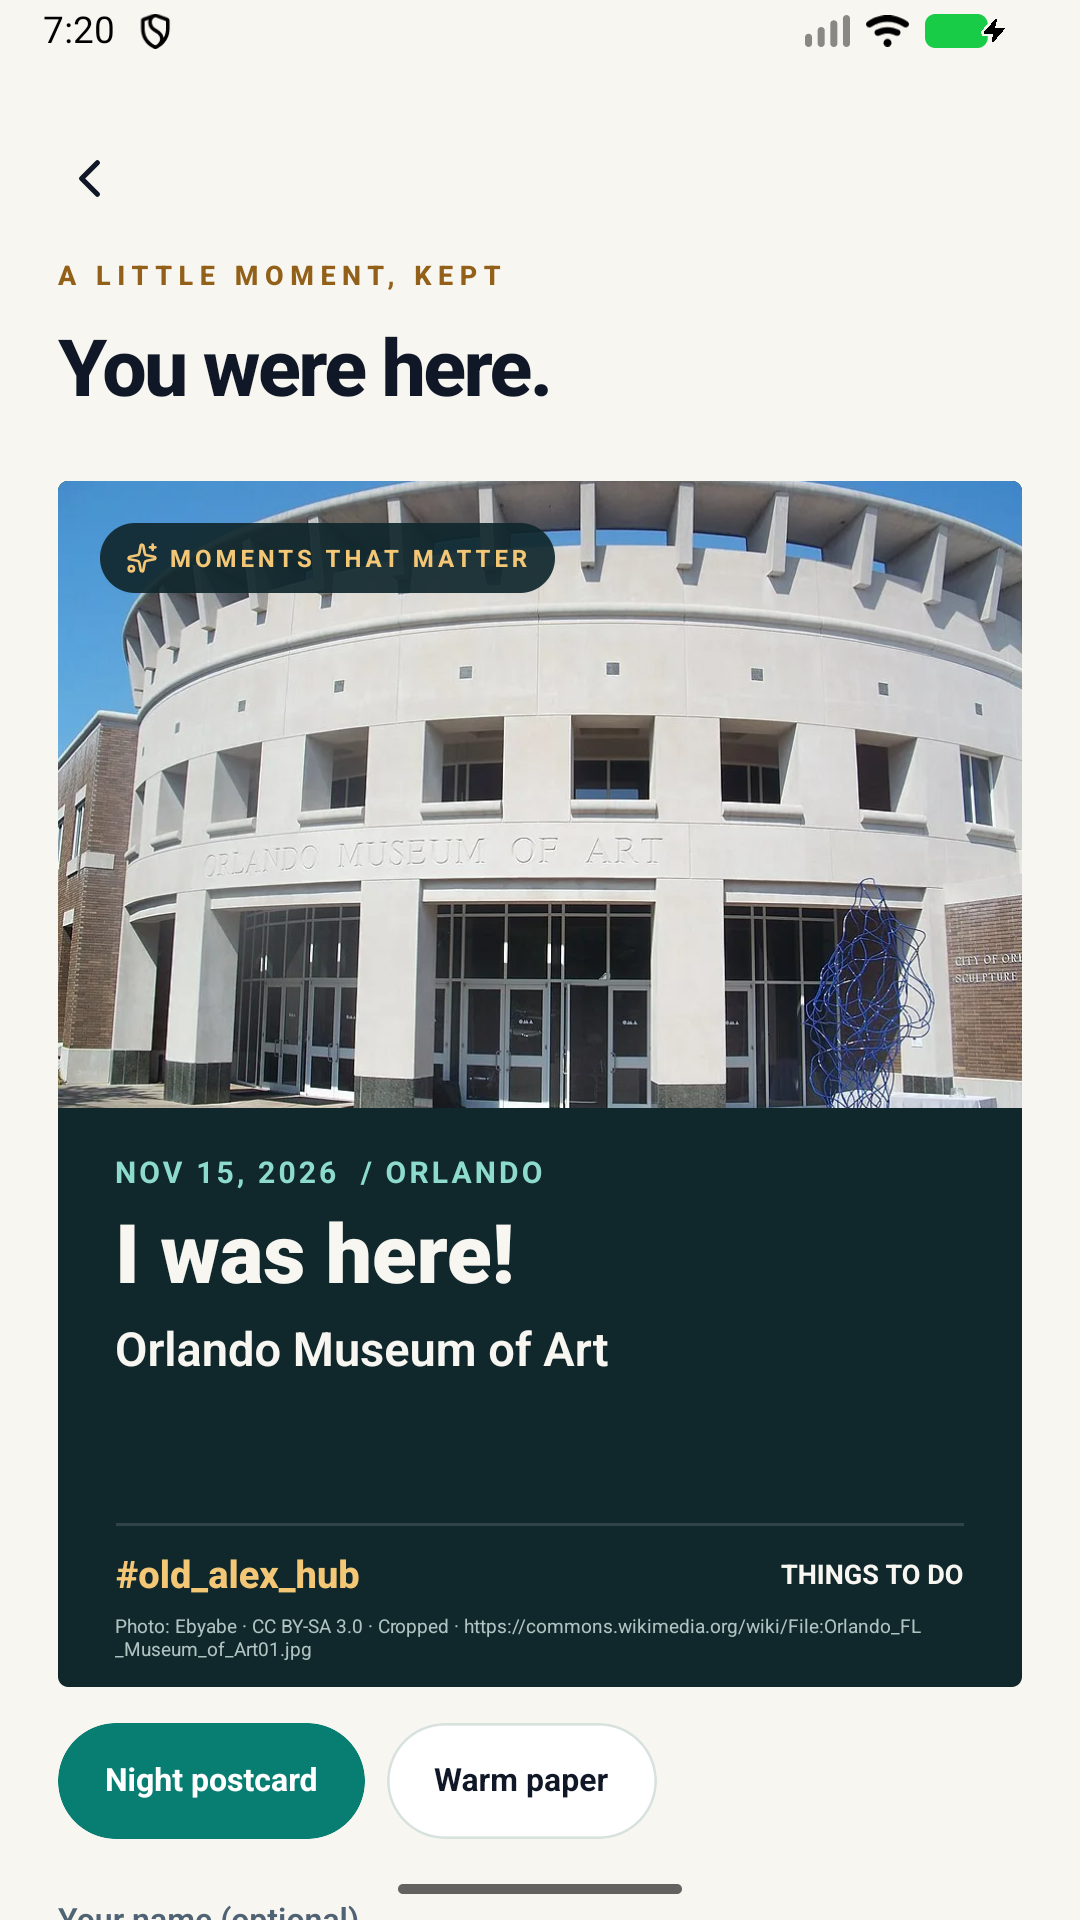 7:20
A LITTLE MOMENT, KEPT
You were here.
MOMENTS THAT MATTER
ORLANDO MUSEUM OF ART
CITY OF ORL
SCULPTURE
NOV 15, 2026 / ORLANDO
I was here!
Orlando Museum of Art
#old_alex_hub
THINGS TO DO
Photo: Ebyabe · CC BY-SA 3.0 · Cropped · https://commons.wikimedia.org/wiki/File:Orlando_FL
_Museum_of_Art01.jpg
Night postcard
Warm paper
Your name (optional)